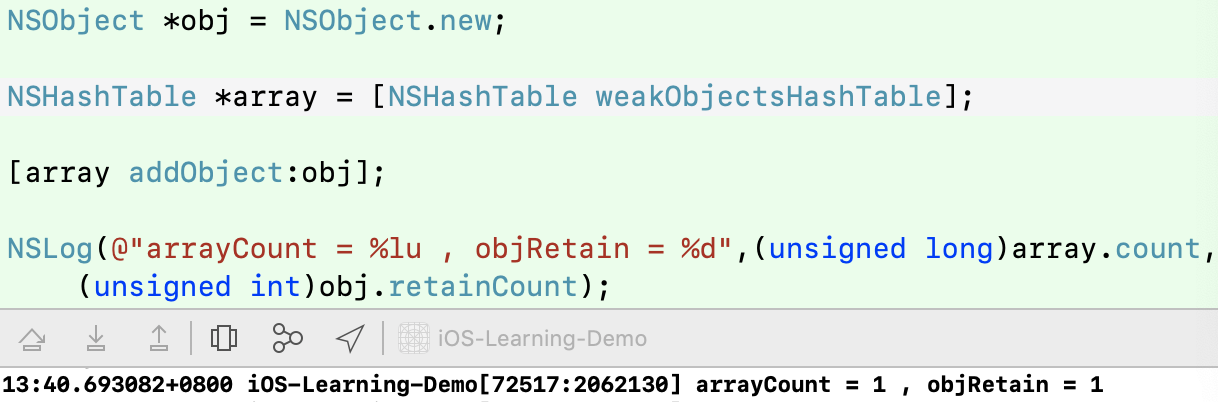 NSObject *obj = NSObject.new;
NSHashTable *array = [NSHashTable weakObjectsHashTable];
[array addObject:obj];
NSLog(@"arrayCount = %lu , objRetain = %d",(unsigned long)array.count,
(unsigned int)obj.retainCount);
iOS-Learning-Demo
13:40.693082+0800 iOS-Learning-Demo[72517:2062130] arrayCount = 1 , objRetain = 1